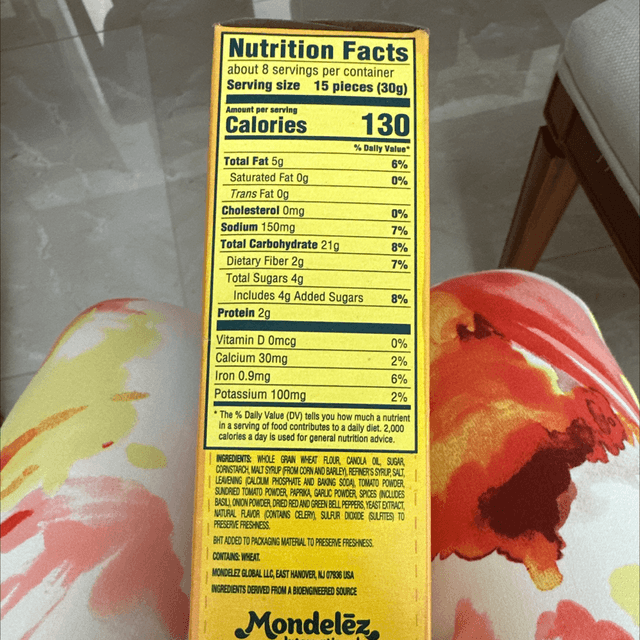 Nutrition Facts
about 8 servings per container
Serving size 15 pieces (30g)
Amount per serving
Calories 130
% Daily Value*
Total Fat 5g 6%
Saturated Fat 0g 0%
Trans Fat 0g
Cholesterol 0mg 0%
Sodium 150mg 7%
Total Carbohydrate 21g 8%
Dietary Fiber 2g 7%
Total Sugars 4g
Includes 4g Added Sugars 8%
Protein 2g
Vitamin D 0mcg 0%
Calcium 30mg 2%
Iron 0.9mg 6%
Potassium 100mg 2%
* The % Daily Value (DV) tells you how much a nutrient
in a serving of food contributes to a daily diet. 2,000
calories a day is used for general nutrition advice.
INGREDIENTS: WHOLE GRAIN WHEAT FLOUR, CANOLA OIL, SUGAR,
CORNSTARCH, MALT SYRUP (FROM CORN AND BARLEY), REFINER'S SYRUP, SALT,
LEAVENING (CALCIUM PHOSPHATE AND BAKING SODA), TOMATO POWDER,
SUNDRIED TOMATO POWDER, PAPRIKA, GARLIC POWDER, SPICES (INCLUDES
BASIL), ONION POWDER, DRIED RED AND GREEN BELL PEPPERS, YEAST EXTRACT,
NATURAL FLAVOR (CONTAINS CELERY), SULFUR DIOXIDE (SULFITES) TO
PRESERVE FRESHNESS.
BHT ADDED TO PACKAGING MATERIAL TO PRESERVE FRESHNESS.
CONTAINS: WHEAT.
MONDELEZ GLOBAL LLC, EAST HANOVER, NJ 07936 USA
INGREDIENTS DERIVED FROM A BIOENGINEERED SOURCE
Mondelēz
International